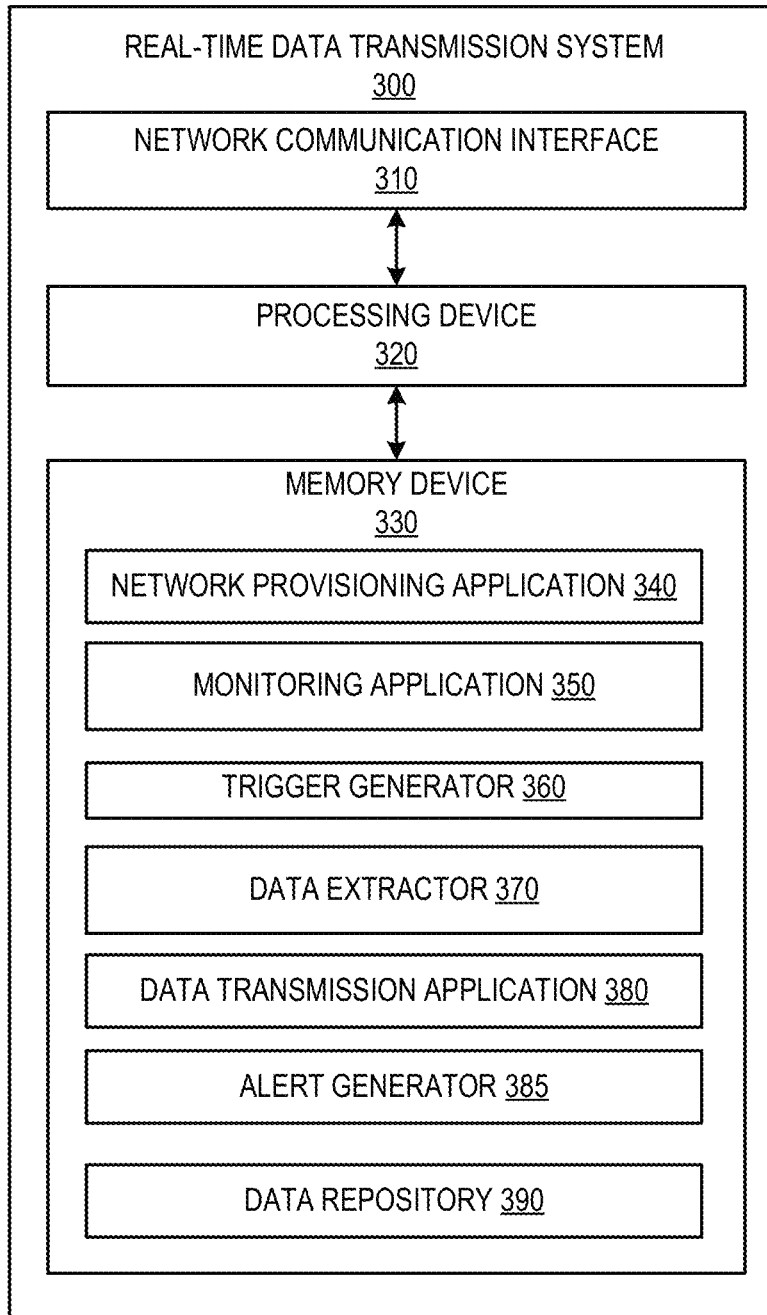 REAL-TIME DATA TRANSMISSION SYSTEM
300
NETWORK COMMUNICATION INTERFACE
310
PROCESSING DEVICE
320
MEMORY DEVICE
330
NETWORK PROVISIONING APPLICATION 340
MONITORING APPLICATION 350
TRIGGER GENERATOR 360
DATA EXTRACTOR 370
DATA TRANSMISSION APPLICATION 380
ALERT GENERATOR 385
DATA REPOSITORY 390